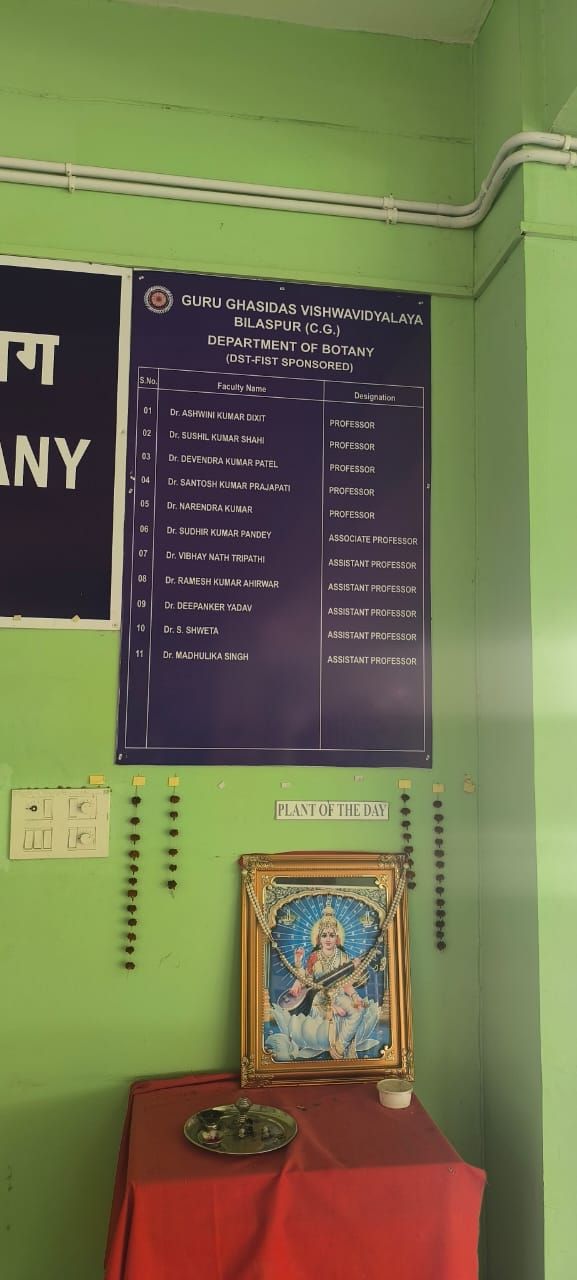 ANY
GURU GHASIDAS VISHWAVIDYALAYA
BILASPUR (C.G.)
DEPARTMENT OF BOTANY
(DST-FIST SPONSORED)
S.No. Faculty Name Designation
01 Dr. ASHWINI KUMAR DIXIT PROFESSOR
02 Dr. SUSHIL KUMAR SHAHI PROFESSOR
03 Dr. DEVENDRA KUMAR PATEL PROFESSOR
04 Dr. SANTOSH KUMAR PRAJAPATI PROFESSOR
05 Dr. NARENDRA KUMAR PROFESSOR
06 Dr. SUDHIR KUMAR PANDEY ASSOCIATE PROFESSOR
07 Dr. VIBHAY NATH TRIPATHI ASSISTANT PROFESSOR
08 Dr. RAMESH KUMAR AHIRWAR ASSISTANT PROFESSOR
09 Dr. DEEPANKER YADAV ASSISTANT PROFESSOR
10 Dr. S. SHWETA ASSISTANT PROFESSOR
11 Dr. MADHULIKA SINGH ASSISTANT PROFESSOR
PLANT OF THE DAY